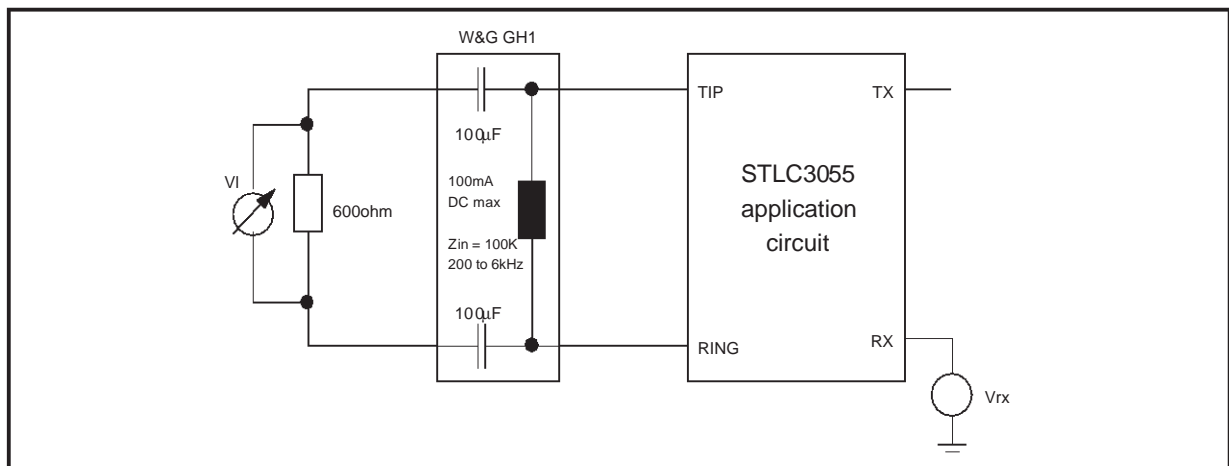 W&G GH1
TIP
TX
100µF
VI
600ohm
100mA
DC max
Zin = 100K
200 to 6kHz
100µF
STLC3055
application
circuit
RING
RX
Vrx